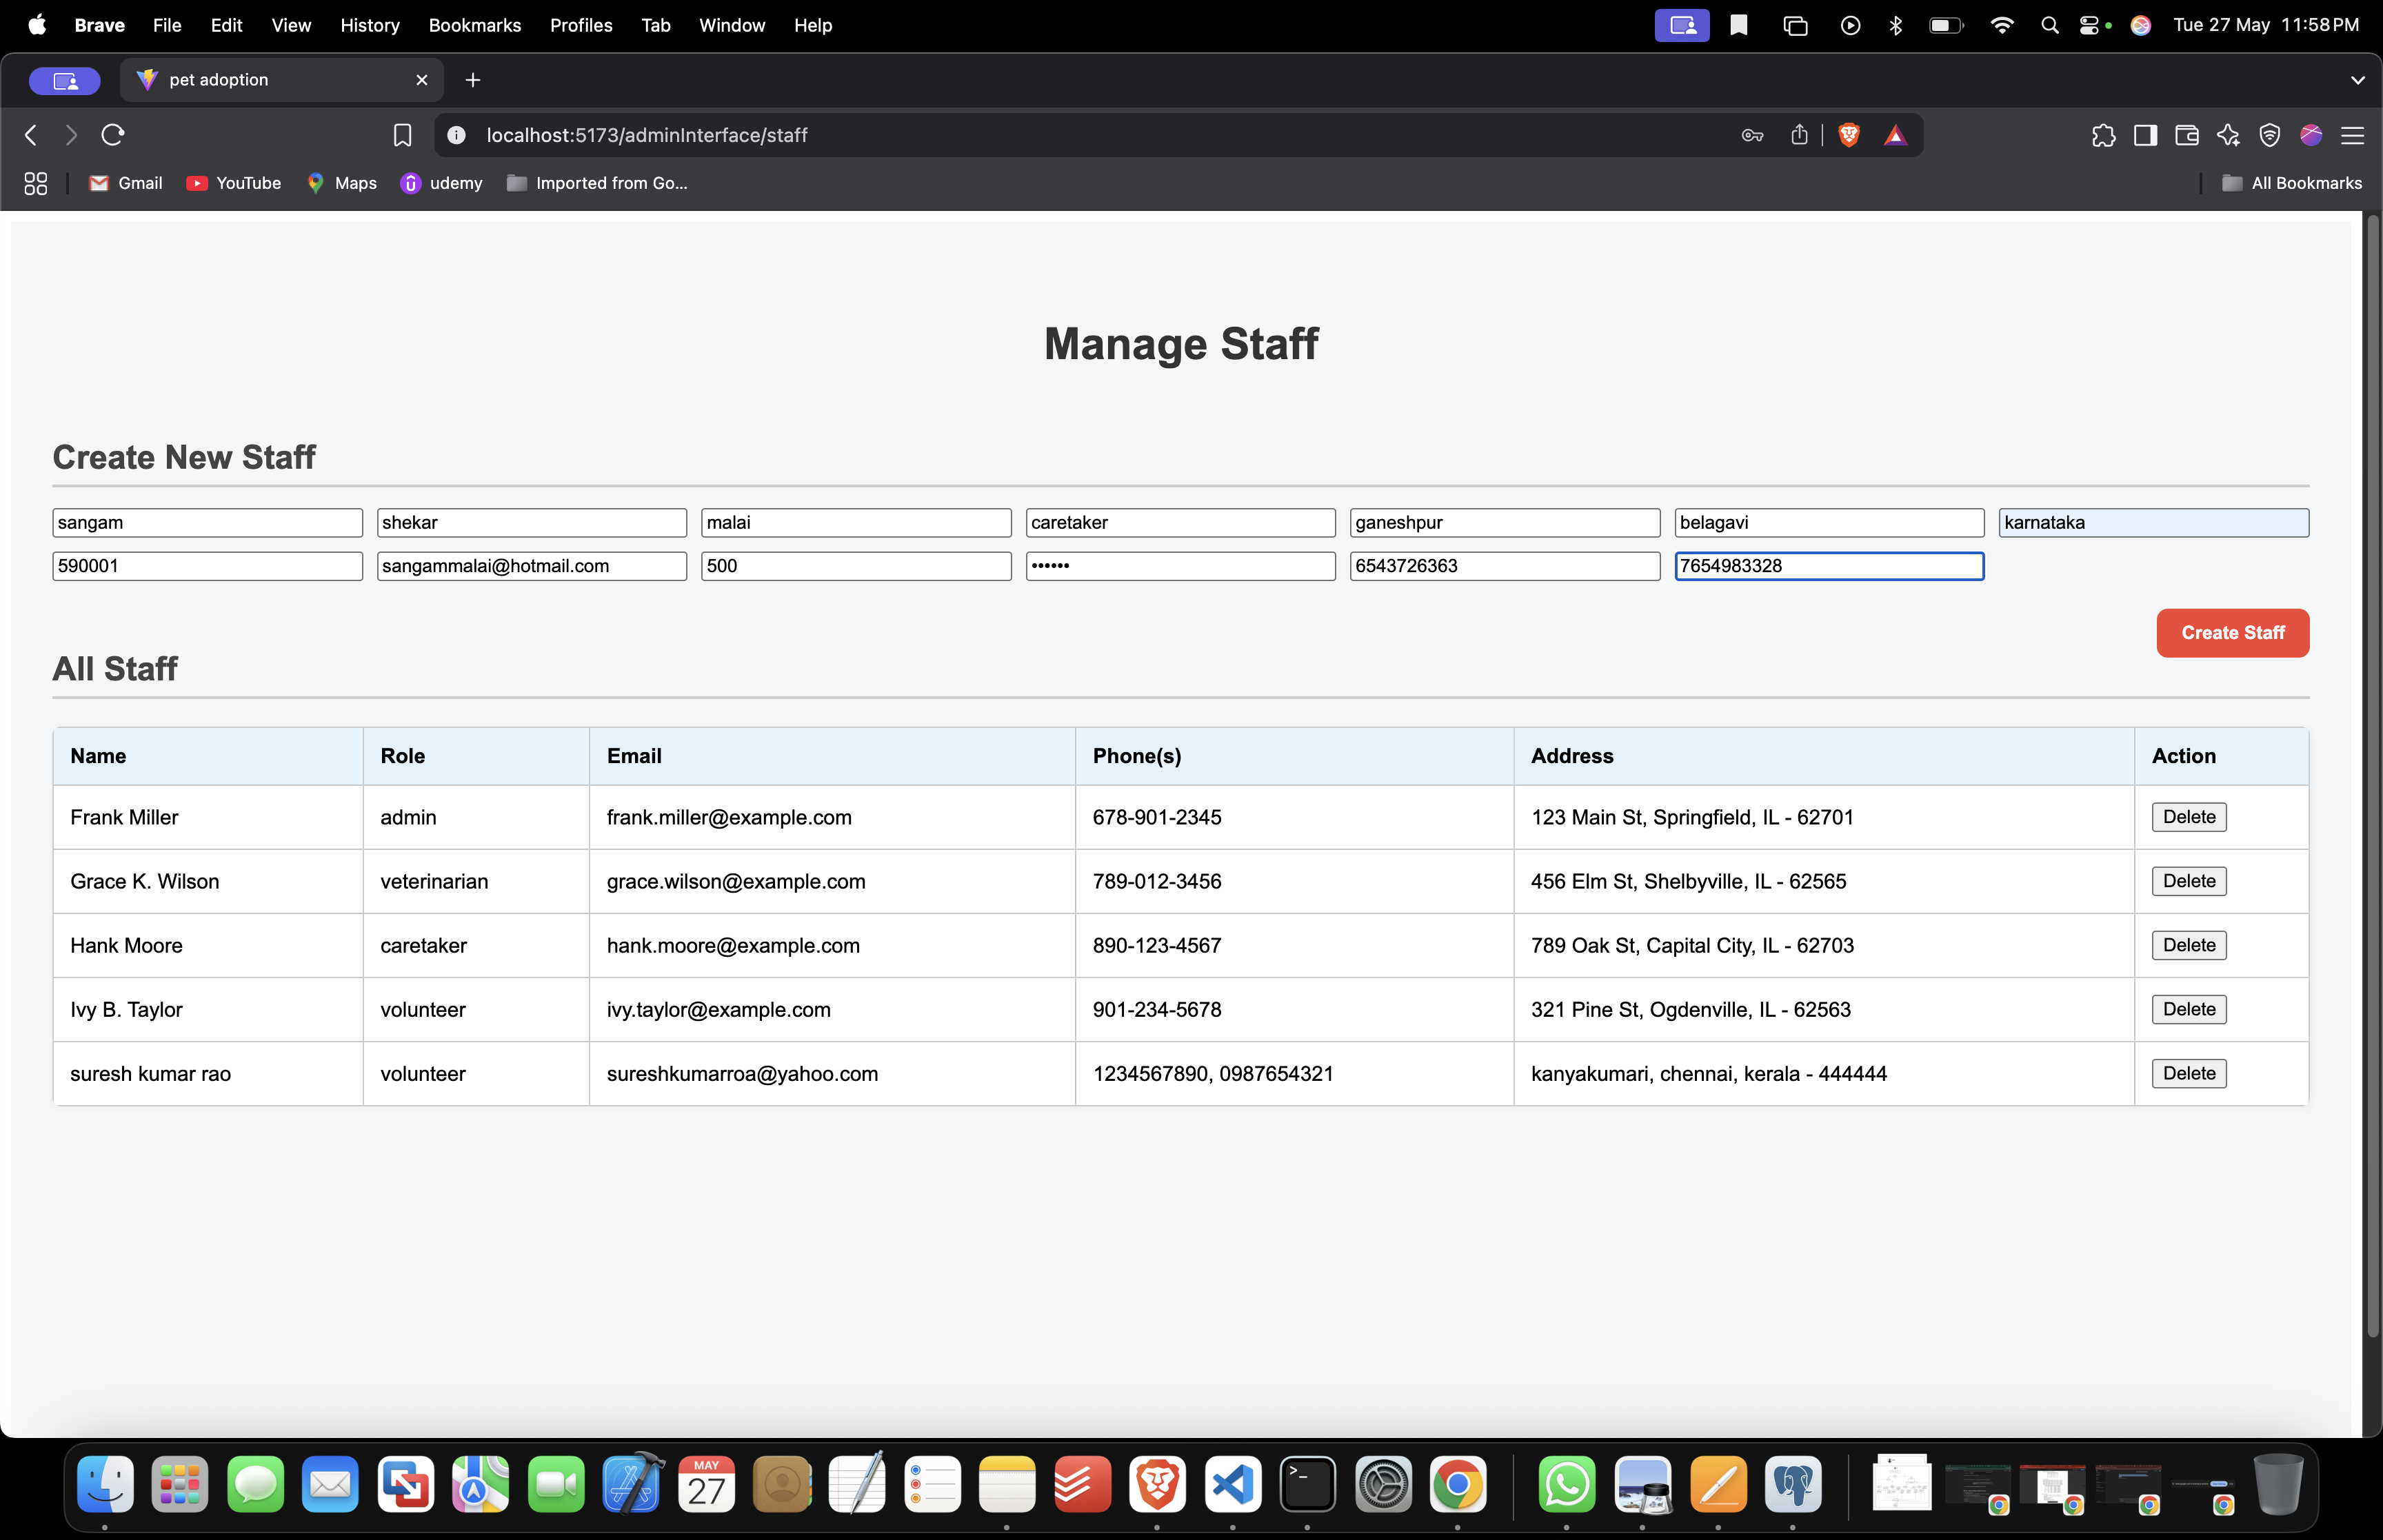 Brave File Edit View History Bookmarks Profiles Tab Window Help Tue 27 May 11:58 PM
pet adoption
localhost:5173/adminInterface/staff
Gmail YouTube Maps udemy Imported from Go... All Bookmarks
Manage Staff
Create New Staff
sangam shekar malai caretaker ganeshpur belagavi karnataka
590001 sangammalai@hotmail.com 500 •••••• 6543726363 7654983328
Create Staff
All Staff
Name Role Email Phone(s) Address Action
Frank Miller admin frank.miller@example.com 678-901-2345 123 Main St, Springfield, IL - 62701 Delete
Grace K. Wilson veterinarian grace.wilson@example.com 789-012-3456 456 Elm St, Shelbyville, IL - 62565 Delete
Hank Moore caretaker hank.moore@example.com 890-123-4567 789 Oak St, Capital City, IL - 62703 Delete
Ivy B. Taylor volunteer ivy.taylor@example.com 901-234-5678 321 Pine St, Ogdenville, IL - 62563 Delete
suresh kumar rao volunteer sureshkumarroa@yahoo.com 1234567890, 0987654321 kanyakumari, chennai, kerala - 444444 Delete
MAY
27